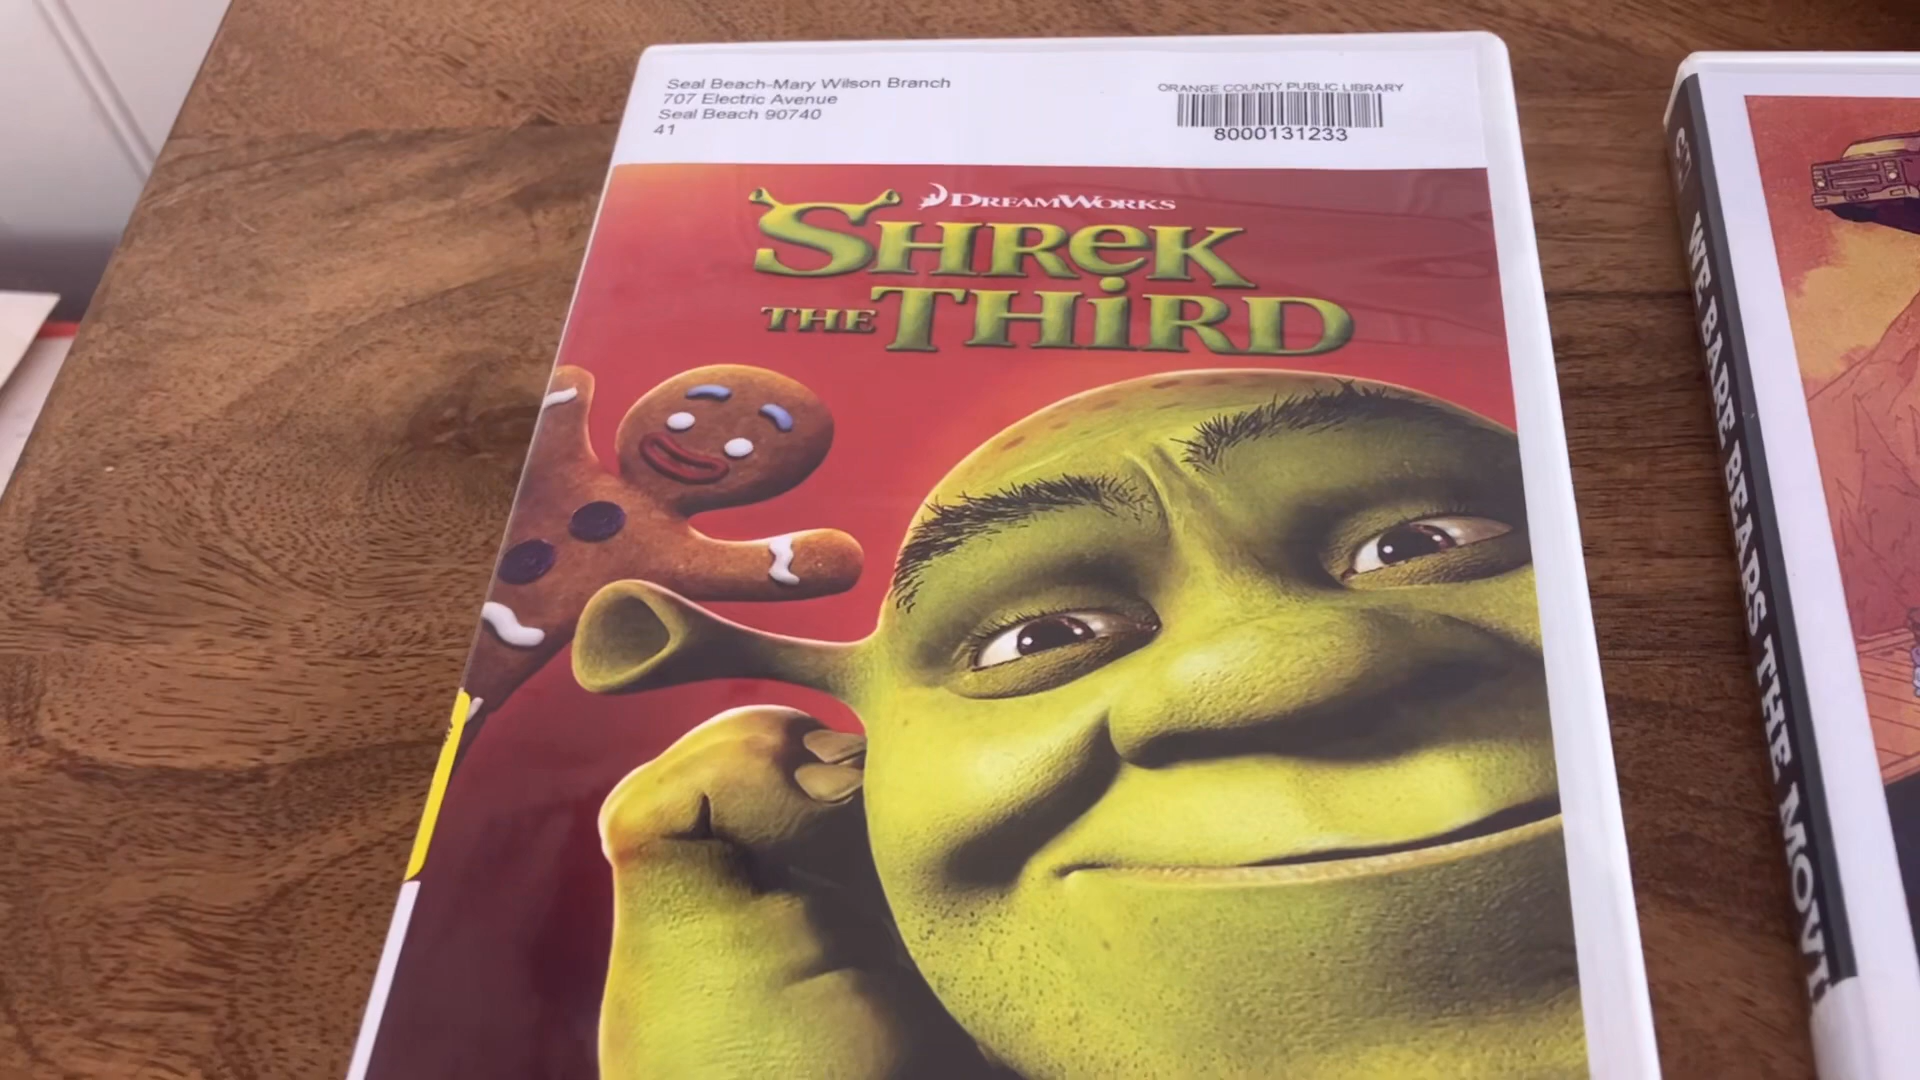 Seal Beach-Mary Wilson Branch
707 Electric Avenue
Seal Beach 90740
41
ORANGE COUNTY PUBLIC LIBRARY
8000131233
DREAMWORKS
SHREK
THE THIRD
WE BARE BEARS THE MOVI